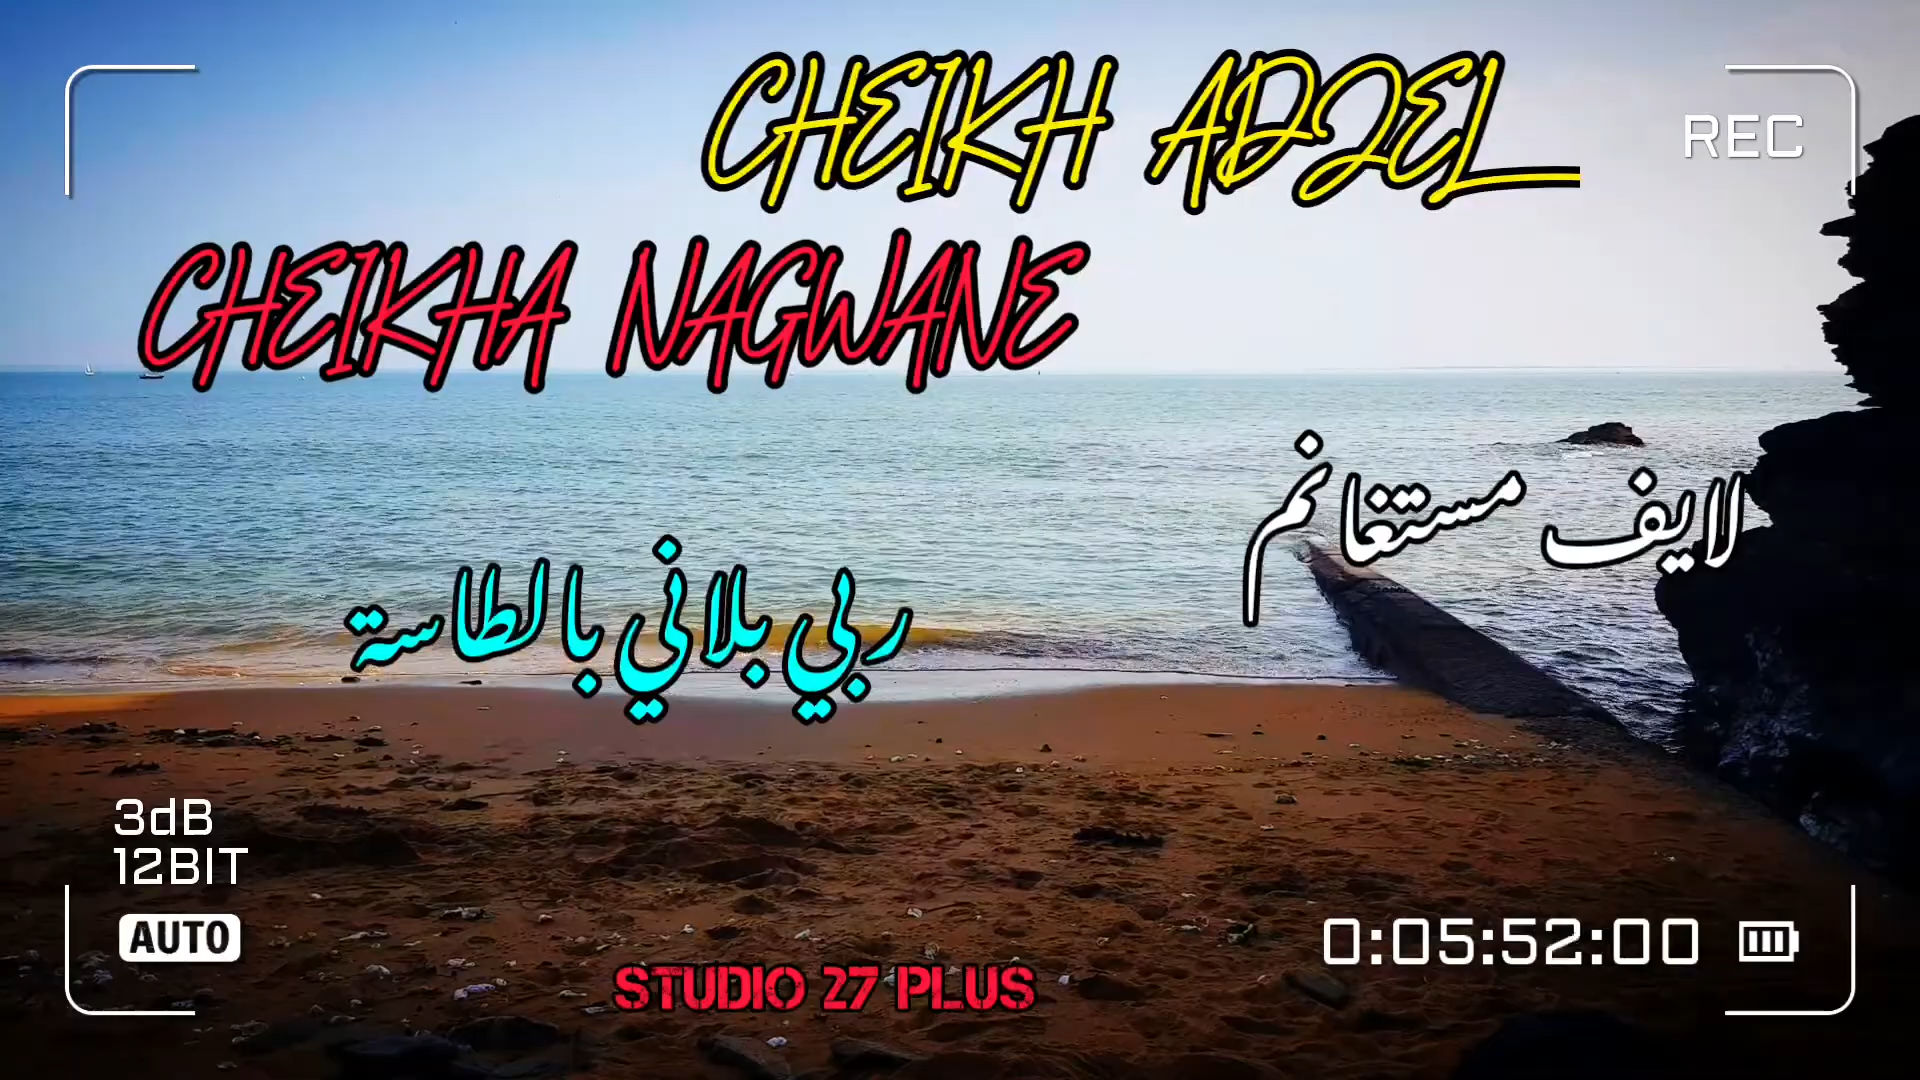 CHEIKH ADJEL
REC
CHEIKHA NAGWANE
لايف مستغانم
ربي بلاني بالطاسة
3dB
12BIT
AUTO
0:05:52:00
STUDIO 27 PLUS